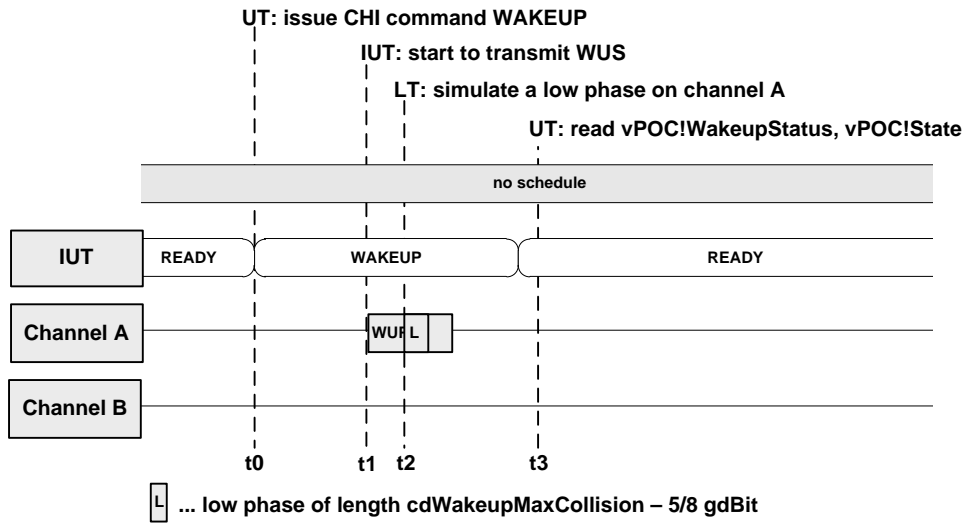 UT: issue CHI command WAKEUP
IUT: start to transmit WUS
LT: simulate a low phase on channel A
UT: read vPOC!WakeupStatus, vPOC!State
no schedule
IUT READY WAKEUP READY
Channel A WUP L
Channel B
t0 t1 t2 t3
L ... low phase of length cdWakeupMaxCollision – 5/8 gdBit